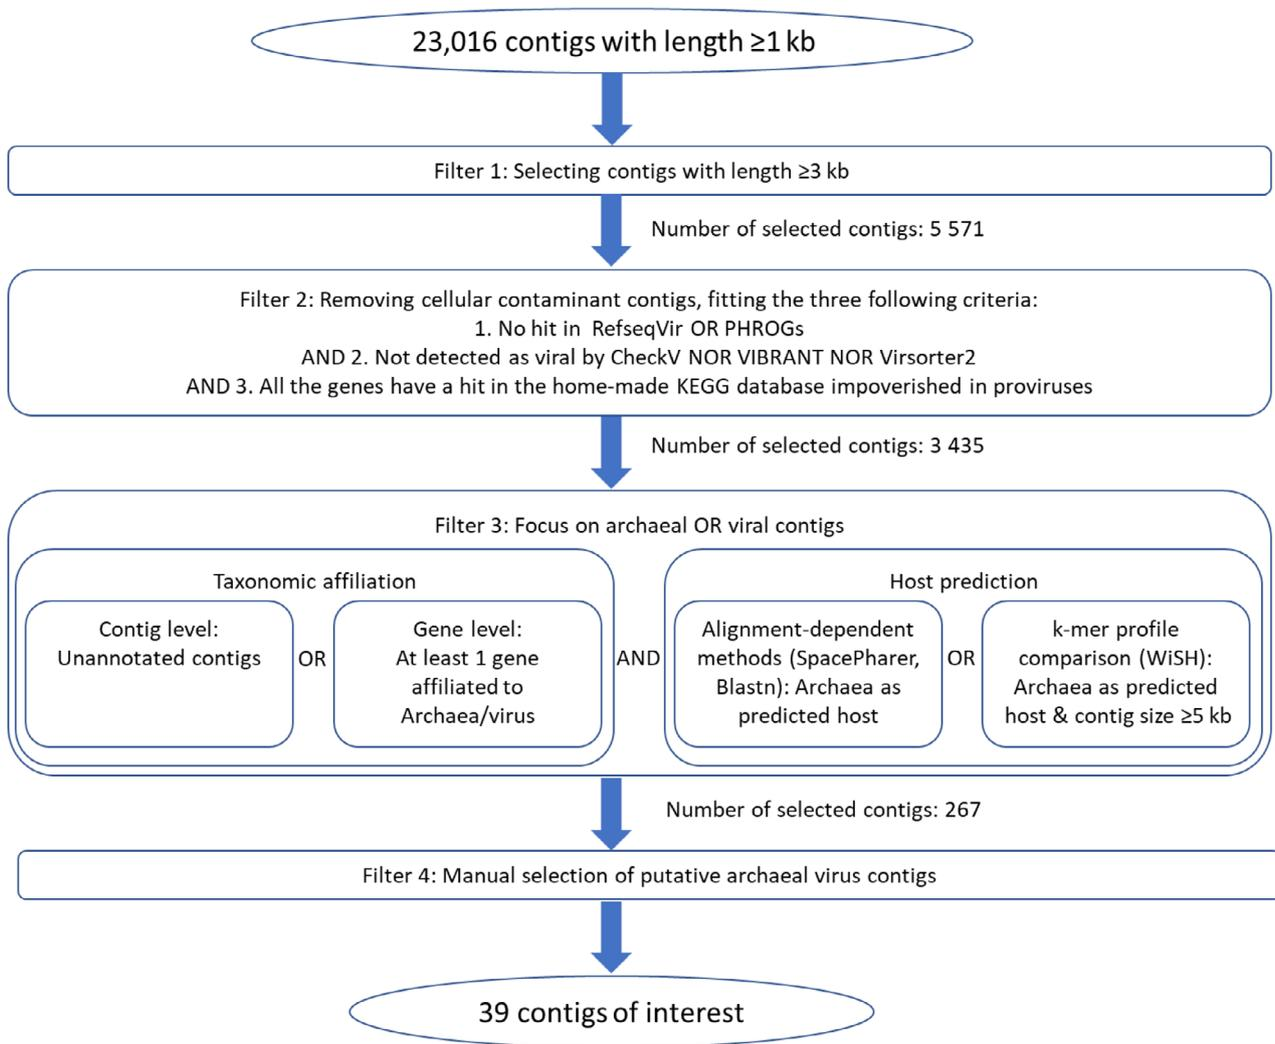 23,016 contigs with length ≥1 kb
Filter 1: Selecting contigs with length ≥3 kb
Number of selected contigs: 5 571
Filter 2: Removing cellular contaminant contigs, fitting the three following criteria:
1. No hit in RefseqVir OR PHROGs
AND 2. Not detected as viral by CheckV NOR VIBRANT NOR Virsorter2
AND 3. All the genes have a hit in the home-made KEGG database impoverished in proviruses
Number of selected contigs: 3 435
Filter 3: Focus on archaeal OR viral contigs
Taxonomic affiliation
Contig level:
Unannotated contigs
OR
Gene level:
At least 1 gene
affiliated to
Archaea/virus
AND
Host prediction
Alignment-dependent
methods (SpacePharer,
Blastn): Archaea as
predicted host
OR
k-mer profile
comparison (WiSH):
Archaea as predicted
host & contig size ≥5 kb
Number of selected contigs: 267
Filter 4: Manual selection of putative archaeal virus contigs
39 contigs of interest